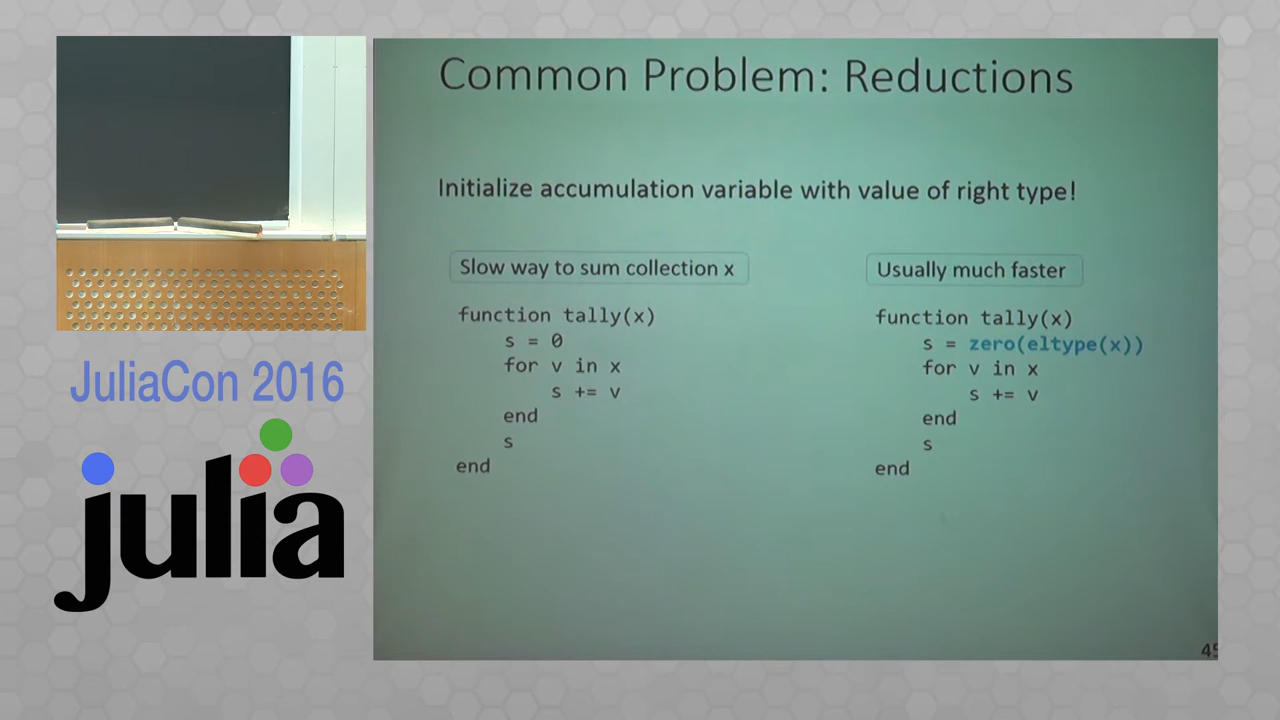 Common Problem: Reductions
Initialize accumulation variable with value of right type!
Slow way to sum collection x
function tally(x)
s = 0
for v in x
s += v
end
s
end
Usually much faster
function tally(x)
s = zero(eltype(x))
for v in x
s += v
end
s
end
45
JuliaCon 2016
julia